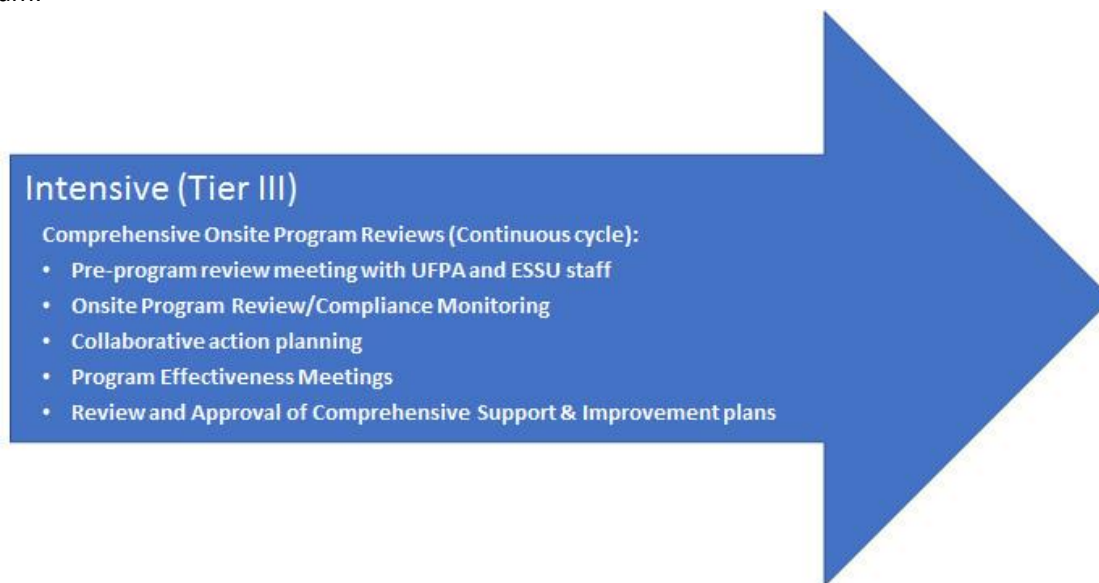 Intensive (Tier III)
Comprehensive Onsite Program Reviews (Continuous cycle):
• Pre-program review meeting with UFPA and ESSU staff
• Onsite Program Review/Compliance Monitoring
• Collaborative action planning
• Program Effectiveness Meetings
• Review and Approval of Comprehensive Support & Improvement plans